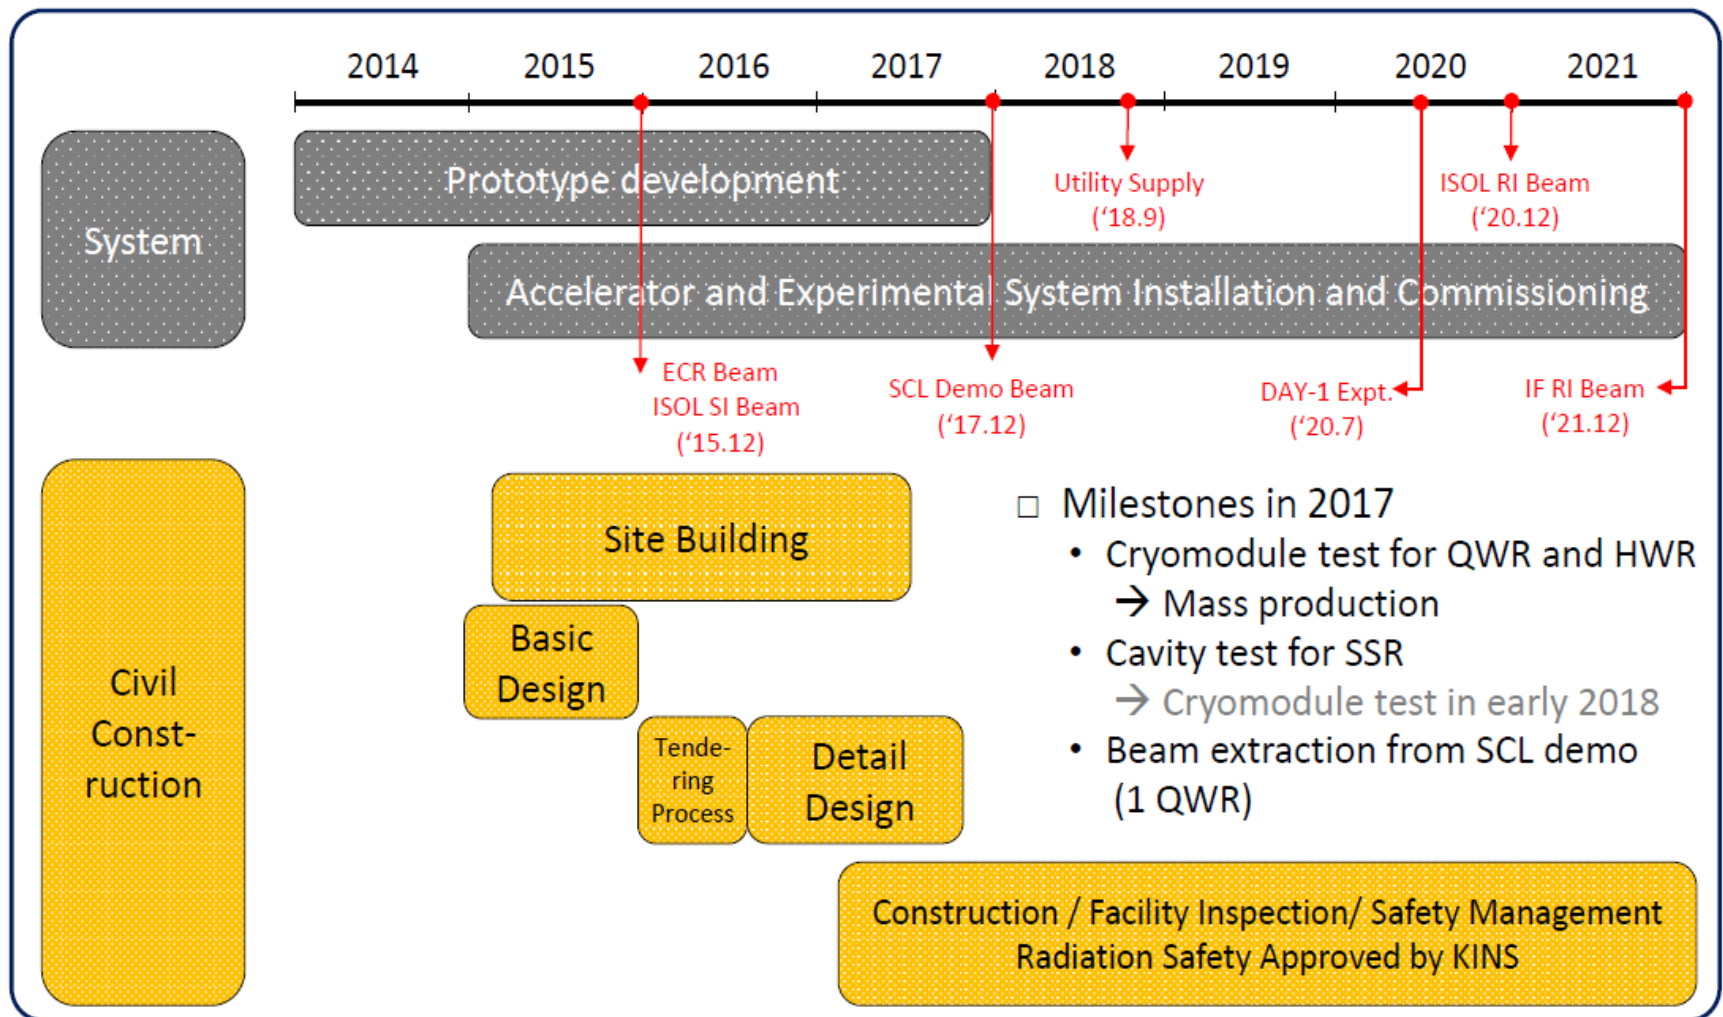 2014 2015 2016 2017 2018 2019 2020 2021
System
Prototype development
Utility Supply
(‘18.9)
ISOL RI Beam
(‘20.12)
Accelerator and Experimental System Installation and Commissioning
ECR Beam
ISOL SI Beam
(‘15.12)
SCL Demo Beam
(‘17.12)
DAY-1 Expt.
(‘20.7)
IF RI Beam
(‘21.12)
Civil
Const-
ruction
Site Building
Basic
Design
Tende-
ring
Process
Detail
Design
□ Milestones in 2017
• Cryomodule test for QWR and HWR
→ Mass production
• Cavity test for SSR
→ Cryomodule test in early 2018
• Beam extraction from SCL demo
(1 QWR)
Construction / Facility Inspection/ Safety Management
Radiation Safety Approved by KINS